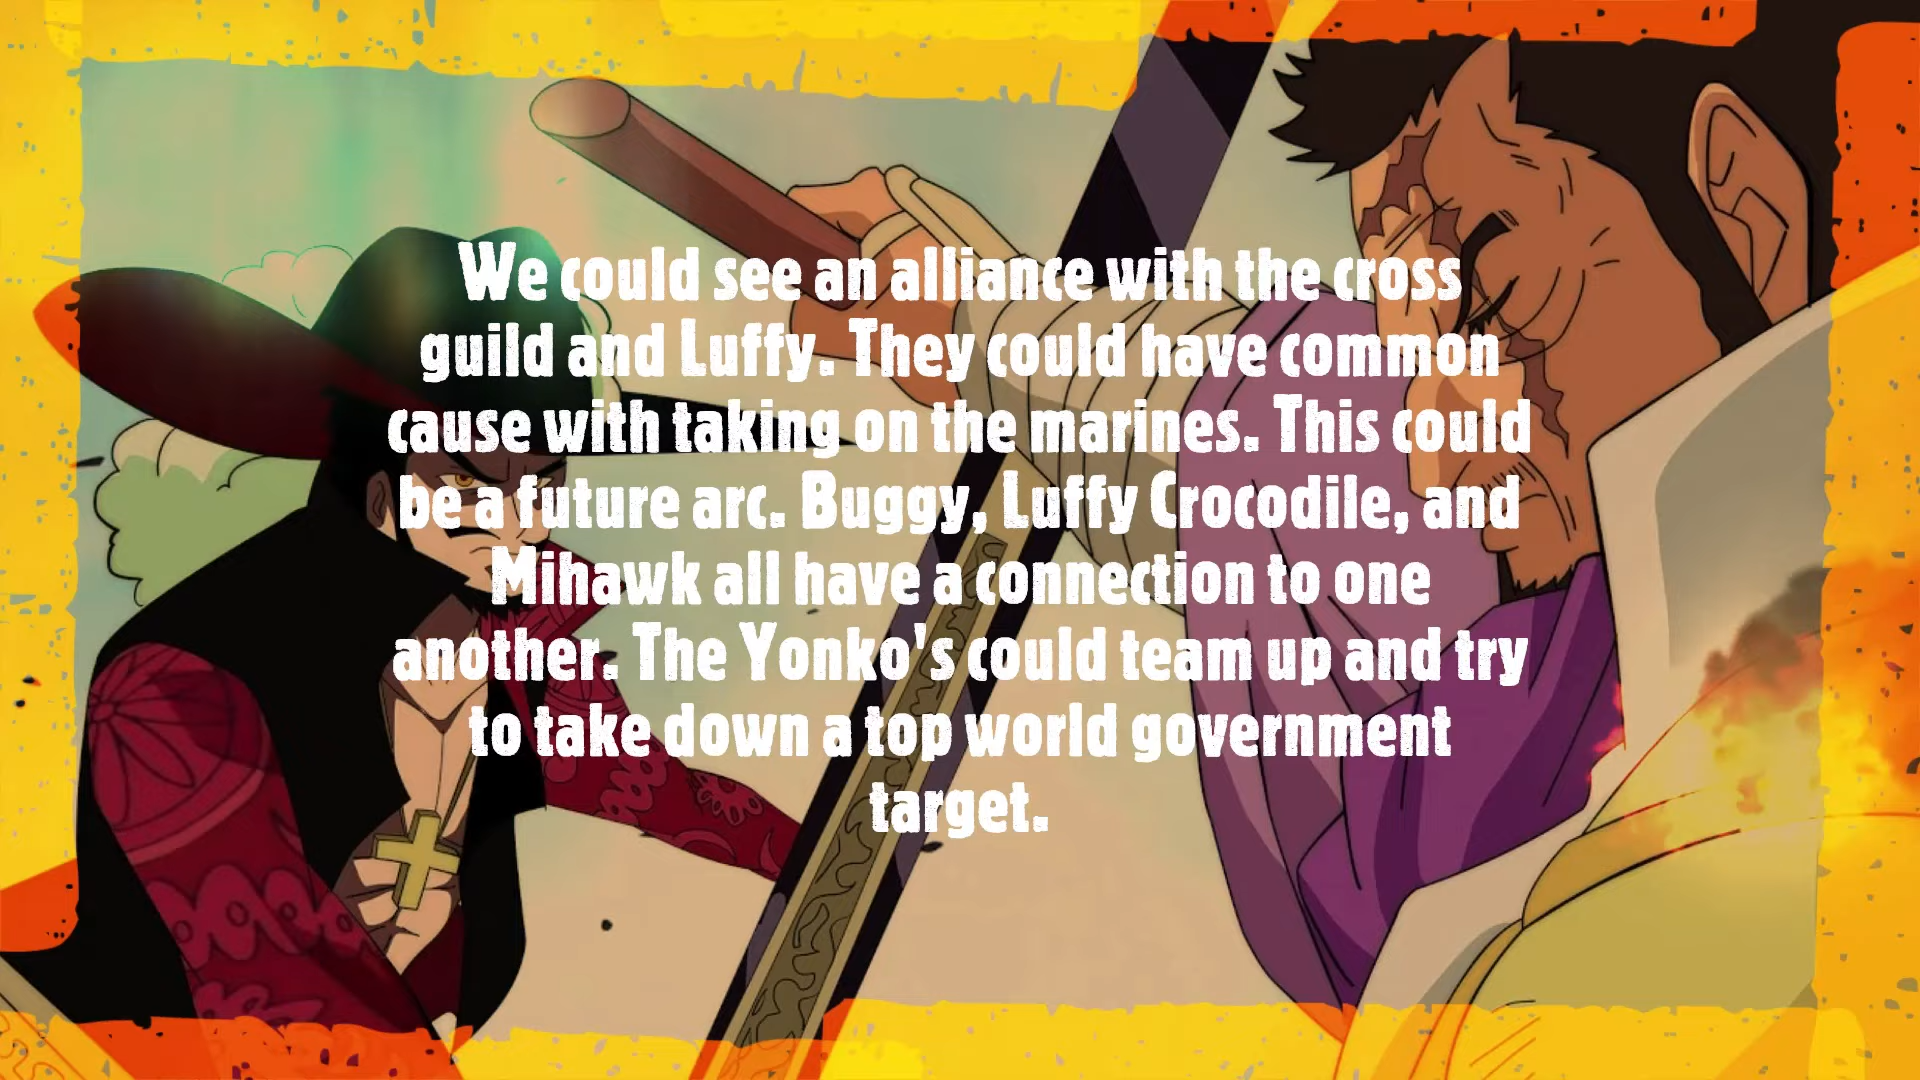 We could see an alliance with the cross
guild and Luffy. They could have common
cause with taking on the marines. This could
be a future arc. Buggy, Luffy Crocodile, and
Mihawk all have a connection to one
another. The Yonko's could team up and try
to take down a top world government
target.